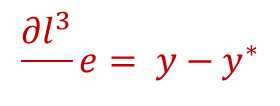 ∂l³/ e = y − y*